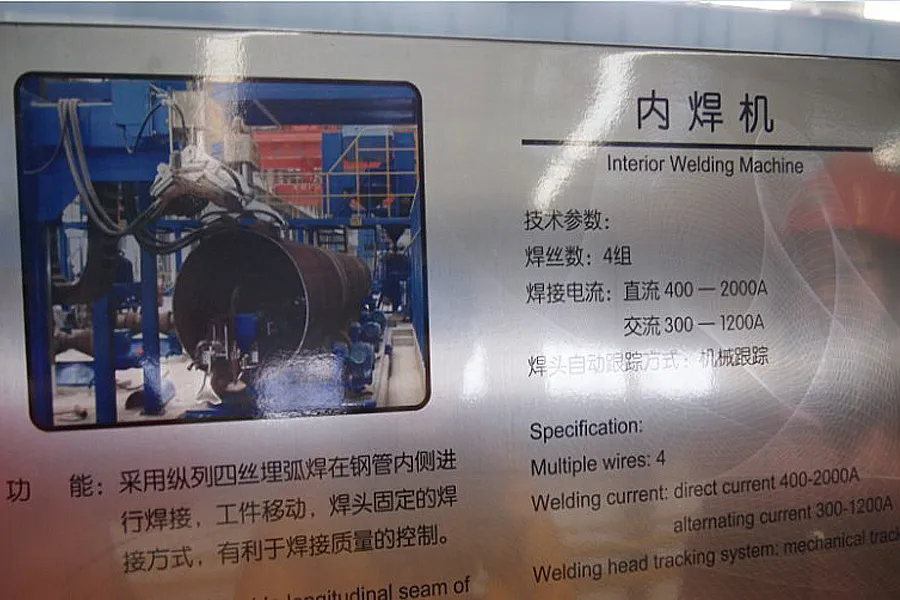 内焊机
Interior Welding Machine
技术参数：
焊丝数：4组
焊接电流：直流 400 — 2000A
交流 300 — 1200A
焊头自动跟踪方式：机械跟踪
Specification:
Multiple wires: 4
Welding current: direct current 400-2000A
alternating current 300-1200A
Welding head tracking system: mechanical track
功 能：采用纵列四丝埋弧焊在钢管内侧进
行焊接，工件移动，焊头固定的焊
接方式，有利于焊接质量的控制。
longitudinal seam of